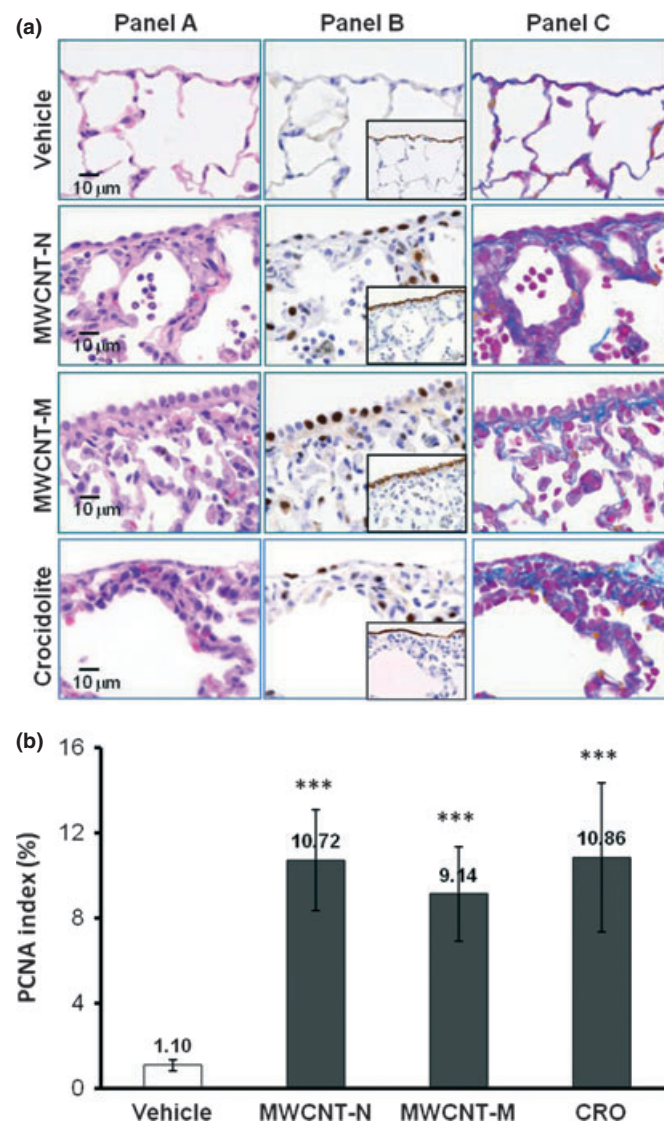 (a)
Panel A Panel B Panel C
Vehicle
10 μm
MWCNT-N
10 μm
MWCNT-M
10 μm
Crocidolite
10 μm
(b)
PCNA index (%)
16
12
8
4
0
1.10
***
10.72
***
9.14
***
10.86
Vehicle MWCNT-N MWCNT-M CRO